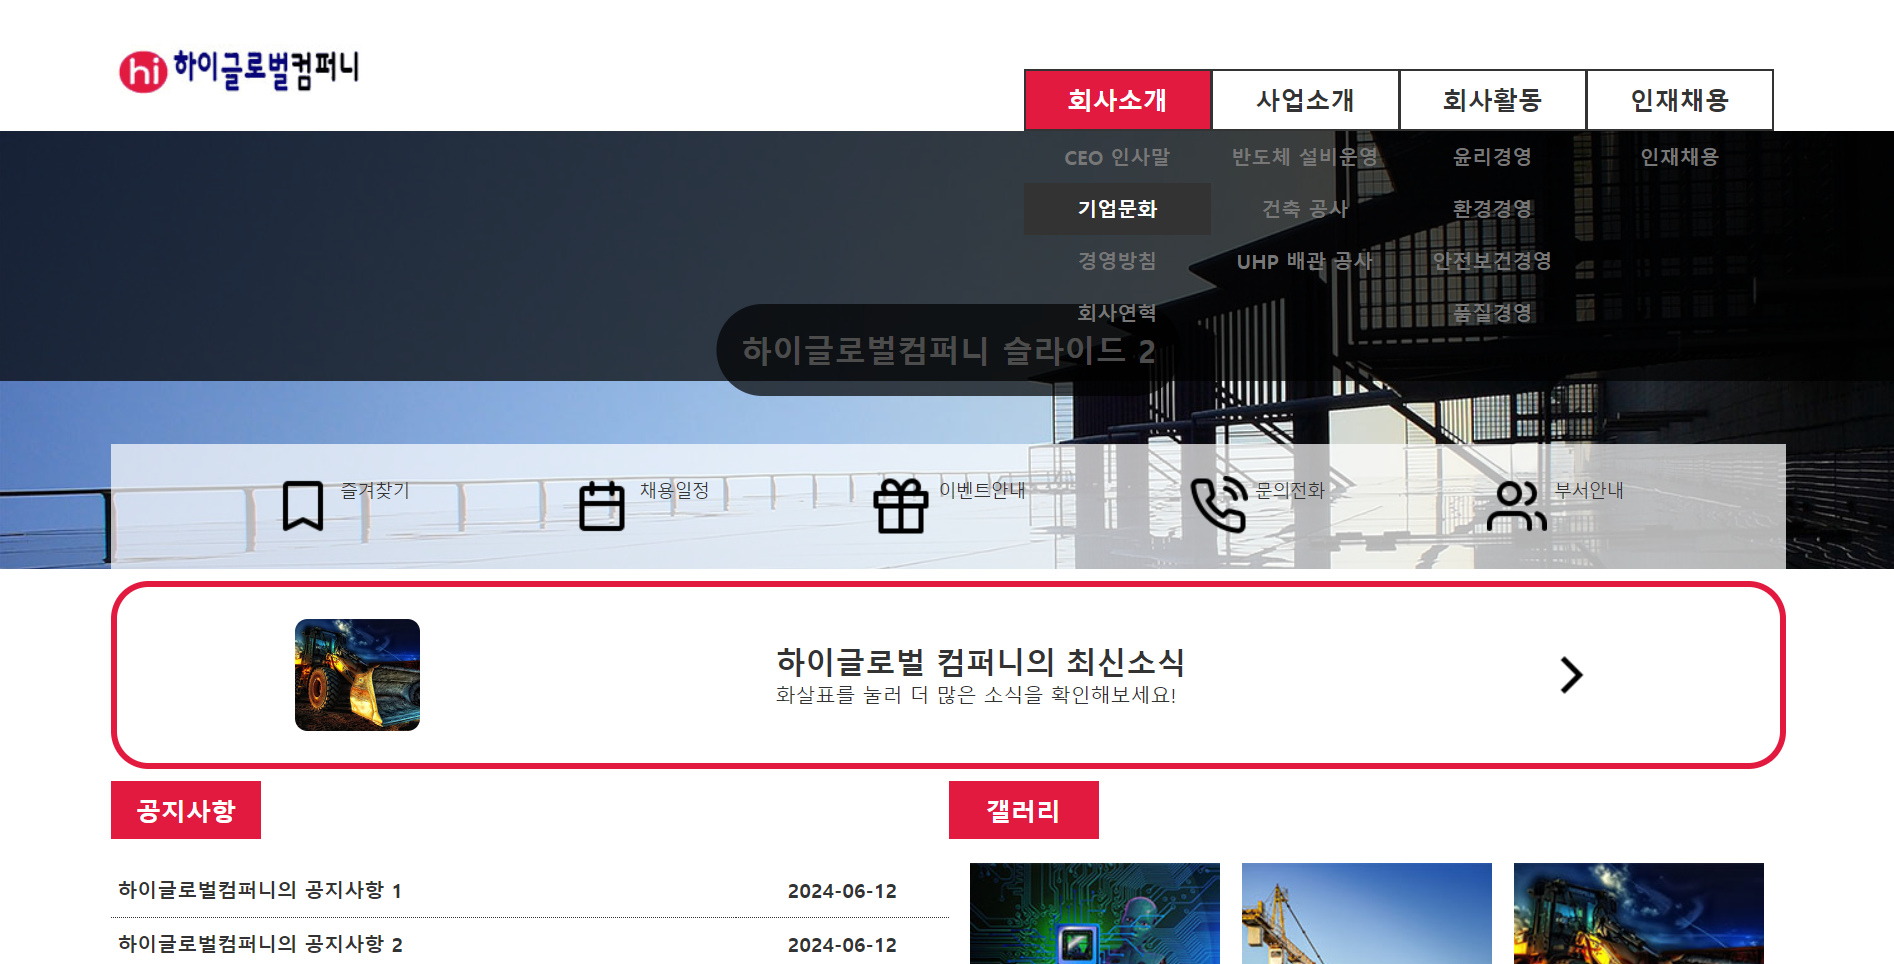 hi 하이글로벌컴퍼니
회사소개 사업소개 회사활동 인재채용
CEO 인사말 반도체 설비운영 윤리경영 인재채용
기업문화 건축 공사 환경경영
경영방침 UHP 배관 공사 안전보건경영
회사연혁 품질경영
하이글로벌컴퍼니 슬라이드 2
즐겨찾기 채용일정 이벤트안내 문의전화 부서안내
하이글로벌 컴퍼니의 최신소식
화살표를 눌러 더 많은 소식을 확인해보세요!
공지사항 갤러리
하이글로벌컴퍼니의 공지사항 1 2024-06-12
하이글로벌컴퍼니의 공지사항 2 2024-06-12